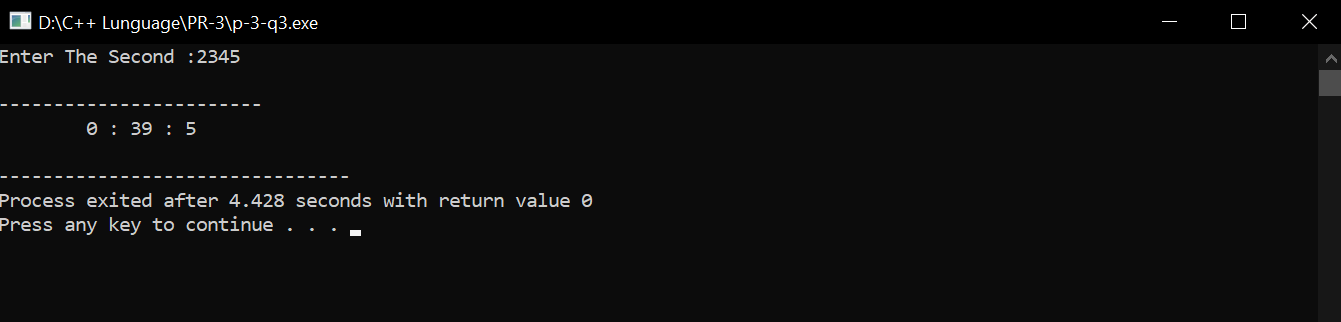 D:\C++ Lunguage\PR-3\p-3-q3.exe
Enter The Second :2345
------------------------
0 : 39 : 5
--------------------------------
Process exited after 4.428 seconds with return value 0
Press any key to continue . . .